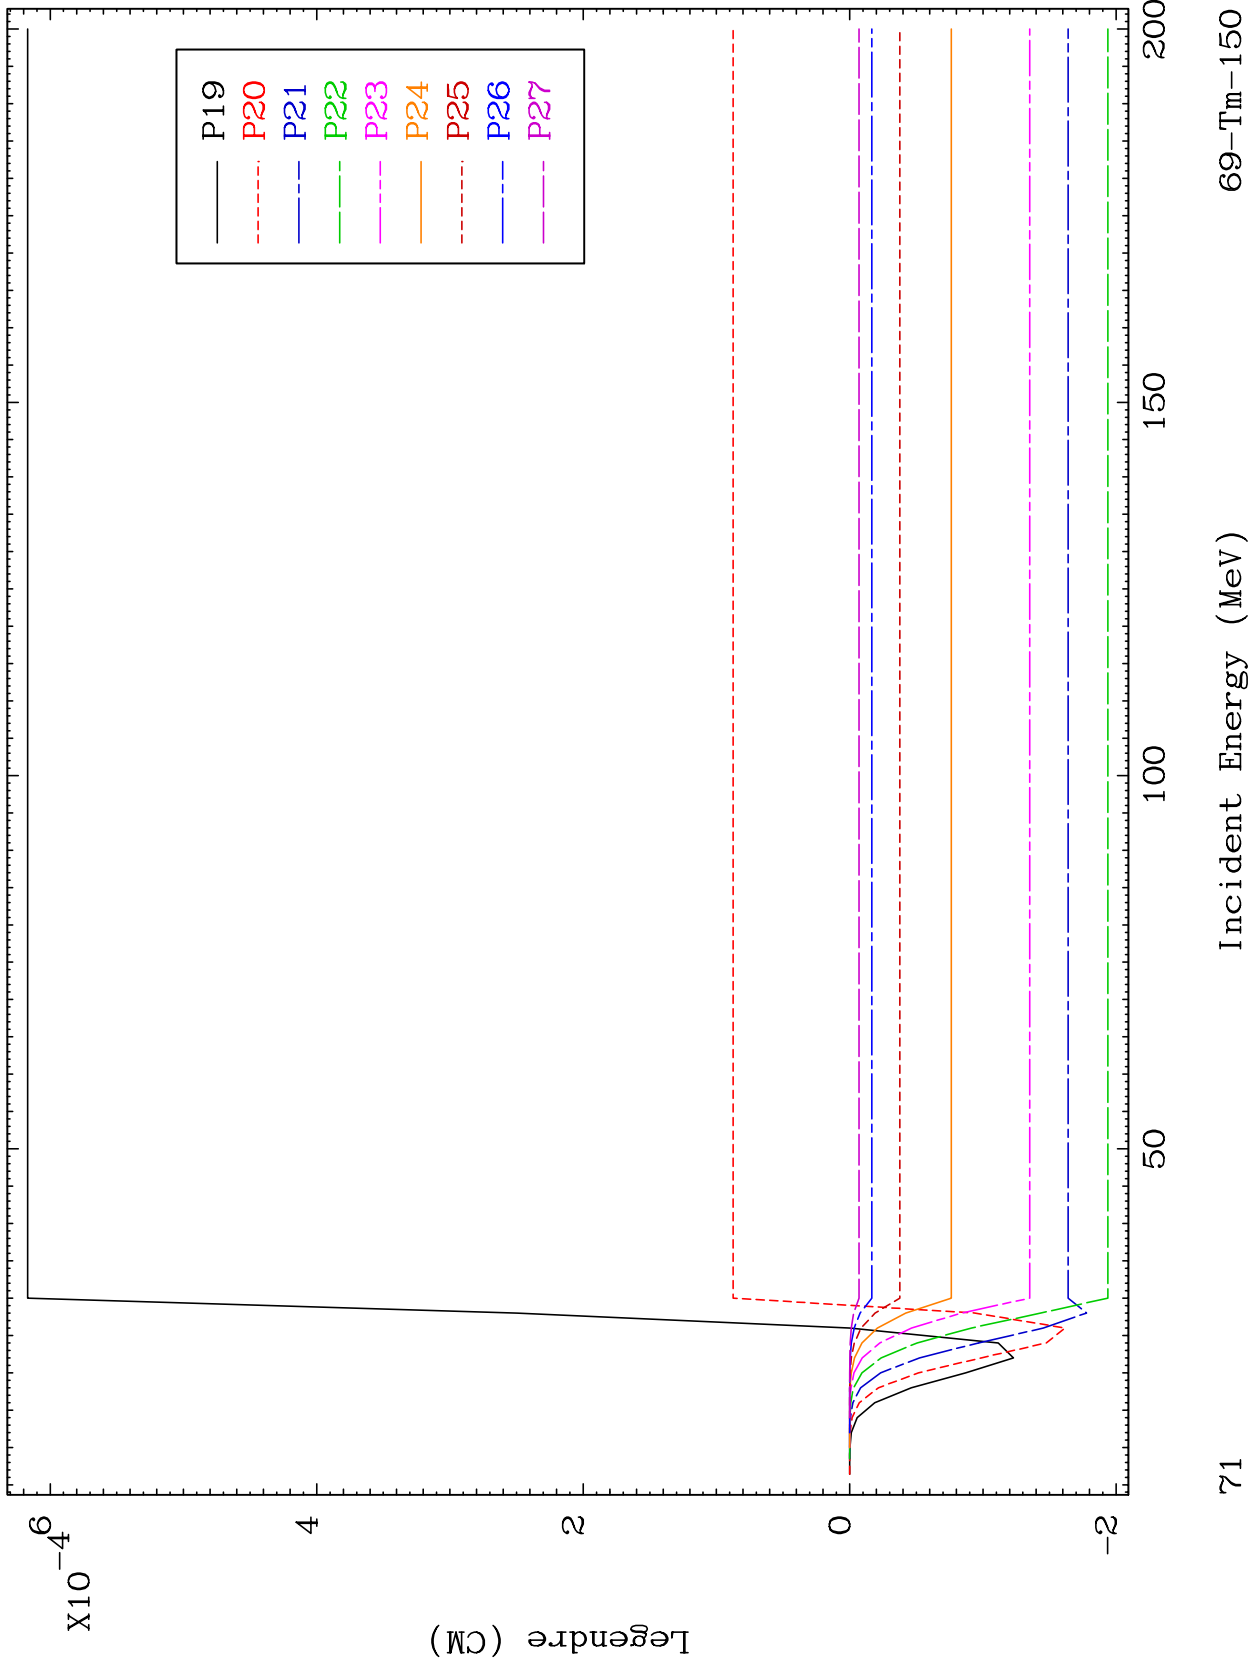 X10
-4
6
4
2
0
-2
Legendre (CM)
P19
P20
P21
P22
P23
P24
P25
P26
P27
50
100
150
200
Incident Energy (MeV)
71
69-Tm-150